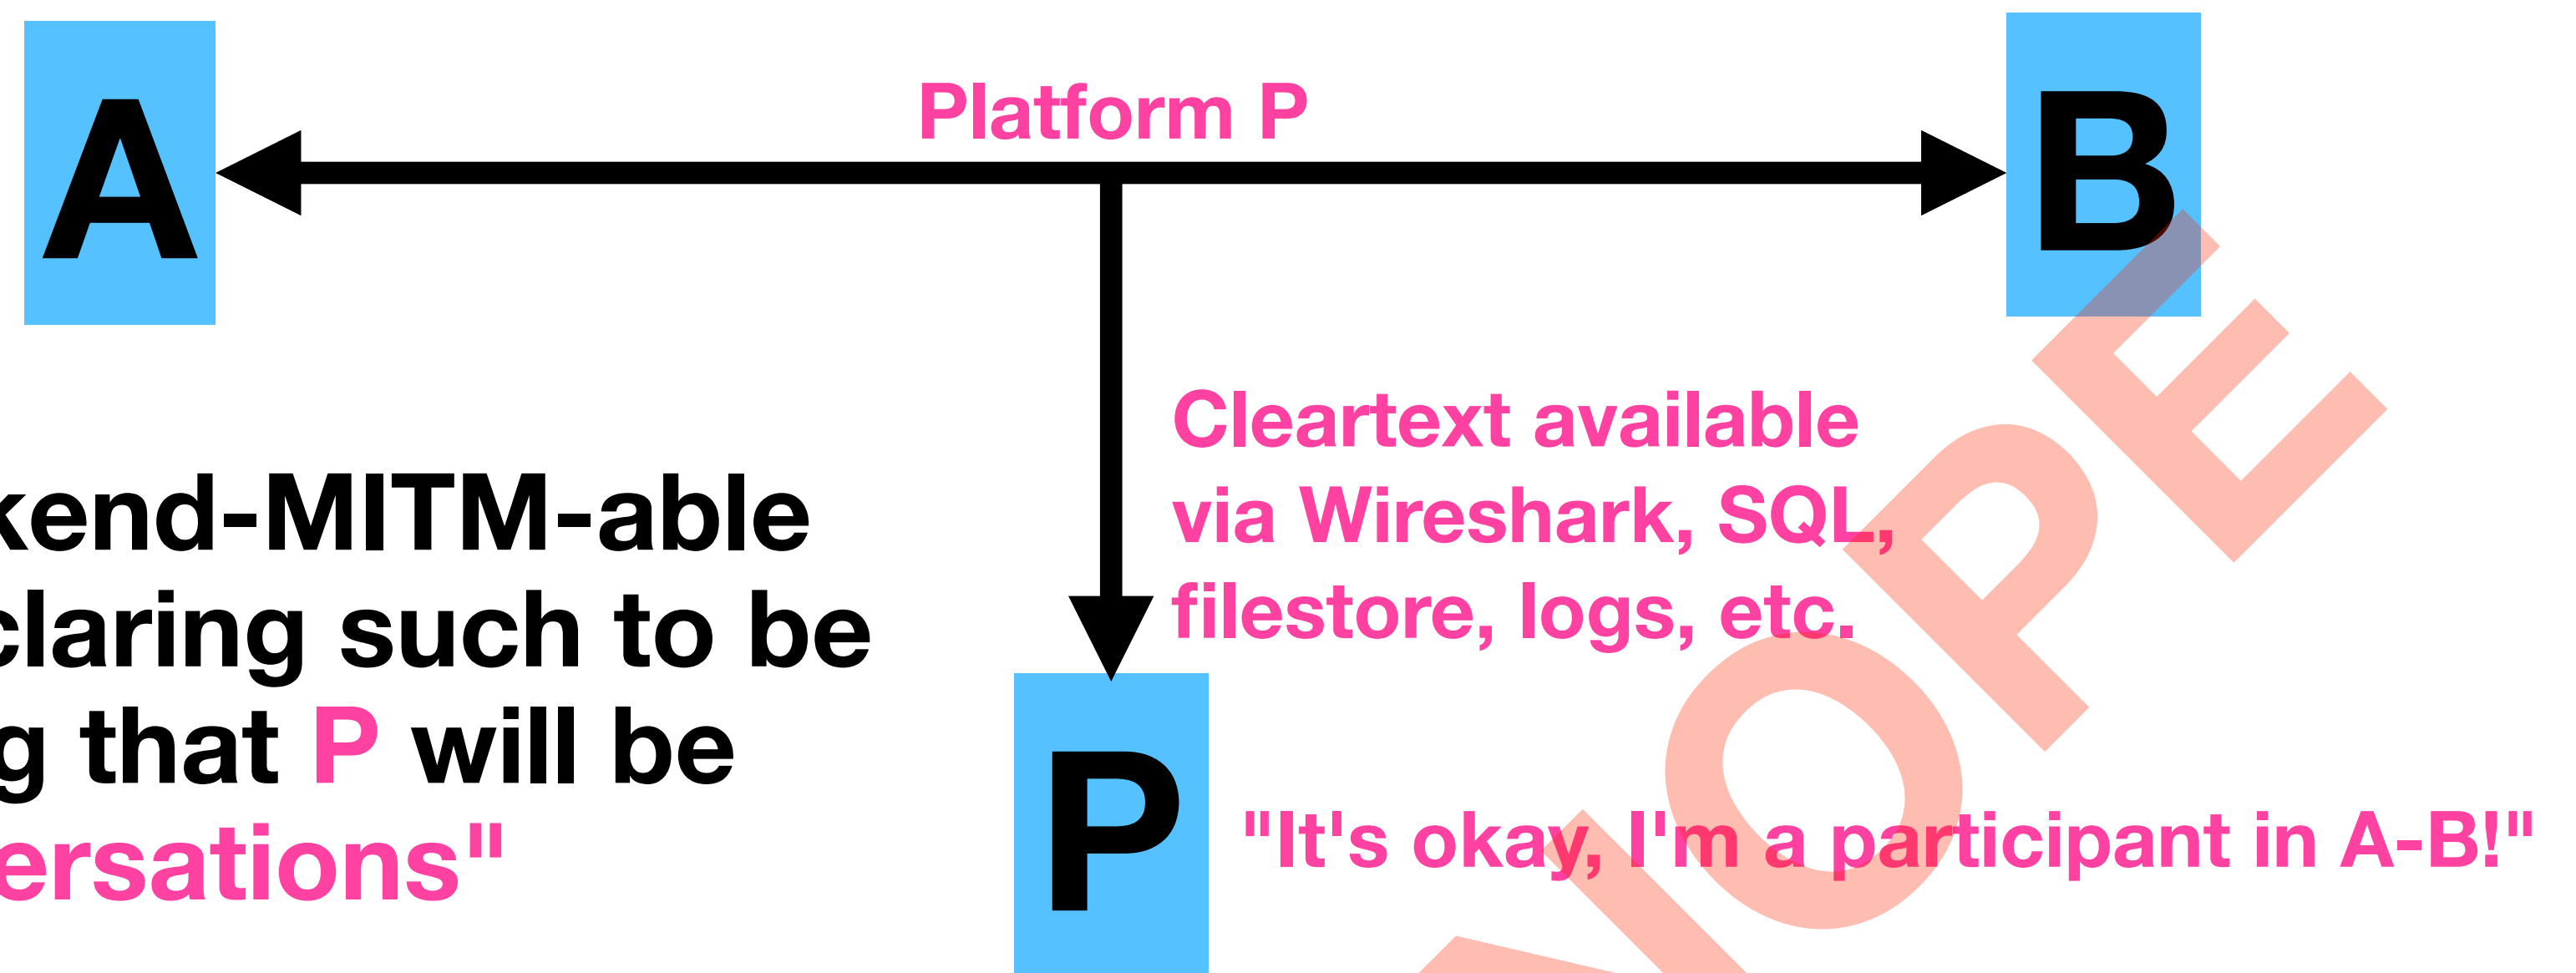 A
Platform P
B
Cleartext available
via Wireshark, SQL,
filestore, logs, etc.
kend-MITM-able
claring such to be
g that P will be
ersations"
P
"It's okay, I'm a participant in A-B!"
NOPE